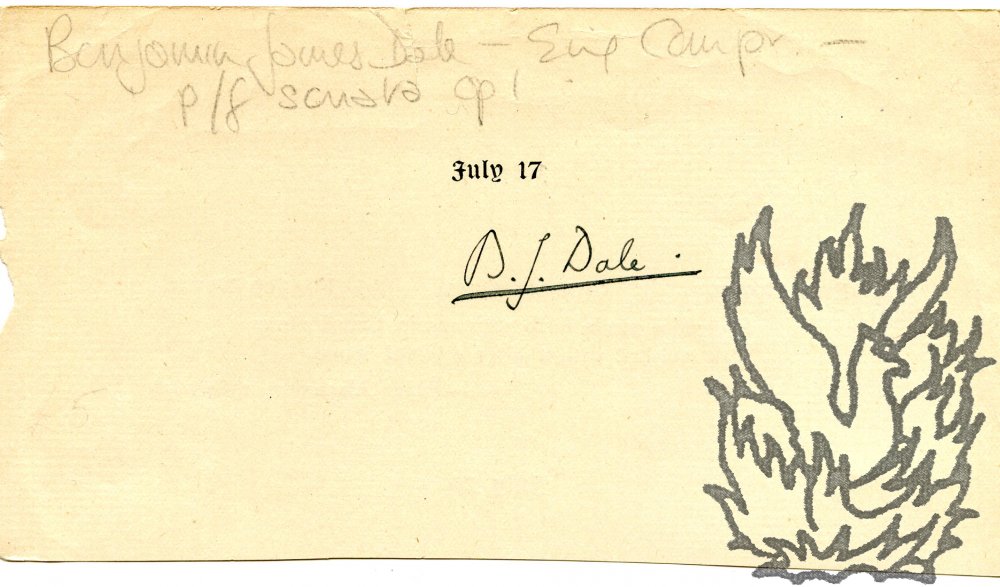 Benjamin James Dale – Eng Compr. –
p/f sonata op 1
July 17
B. J. Dale.